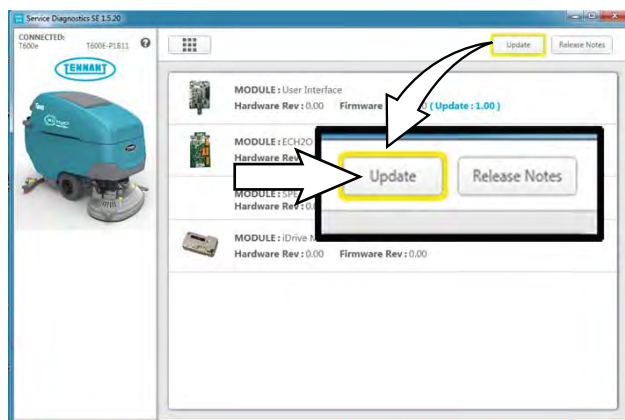 Service Diagnostics SE 1.5.20
CONNECTED:
T600e T600E-P1811
TENNANT
Update Release Notes
MODULE : User Interface
Hardware Rev : 0.00 Firmware ( Update : 1.00 )
MODULE : ECH2O
Hardware Rev
Update Release Notes
MODULE : SPE
Hardware Rev : 0.
MODULE : iDrive M
Hardware Rev : 0.00 Firmware Rev : 0.00